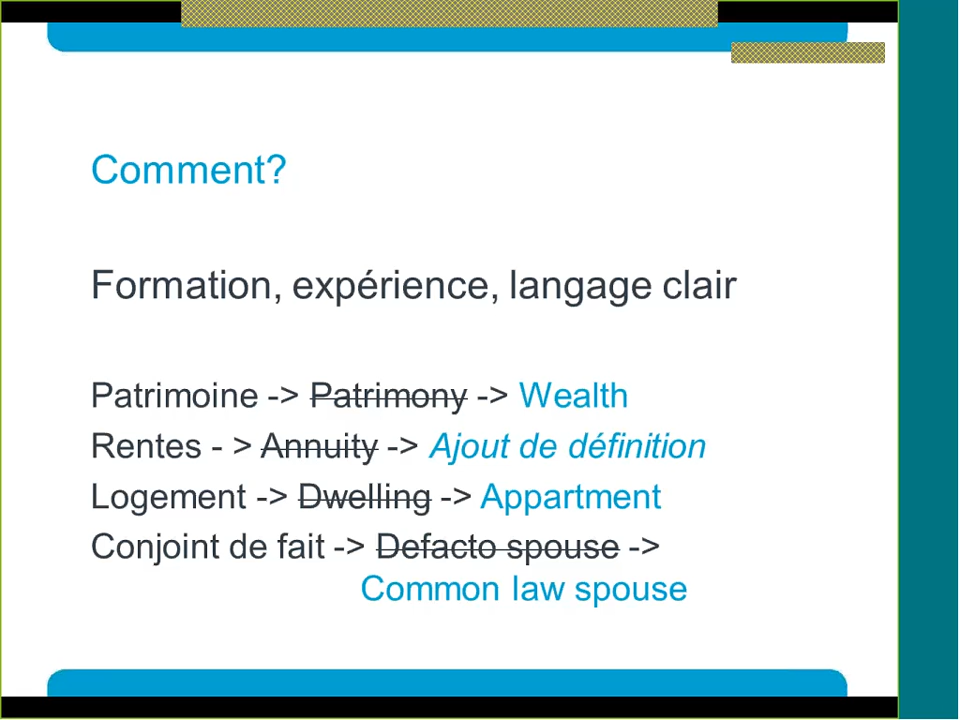 Comment?
Formation, expérience, langage clair
Patrimoine -> Patrimony -> Wealth
Rentes - > Annuity -> Ajout de définition
Logement -> Dwelling -> Appartment
Conjoint de fait -> Defacto spouse ->
Common law spouse